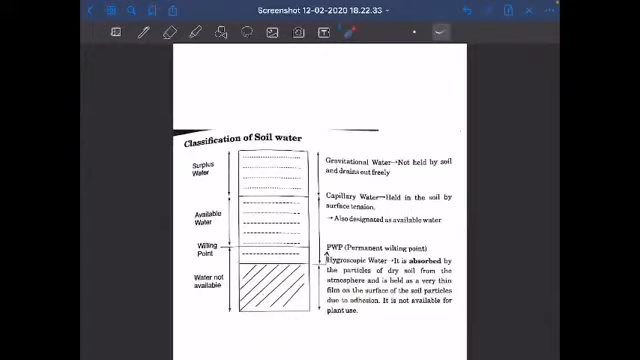 Screenshot 12-02-2020 18.22.33
Classification of Soil water
Surplus
Water
Available
Water
Willing
Point
Water not
available
Gravitational Water→Not held by soil
and drains out freely
Capillary Water→Held in the soil by
surface tension.
→ Also designated as available water
PWP (Permanent wilting point)
Hygroscopic Water→It is absorbed by
the particles of dry soil from the
atmosphere and is held as a very thin
film on the surface of the soil particles
due to adhesion. It is not available for
plant use.